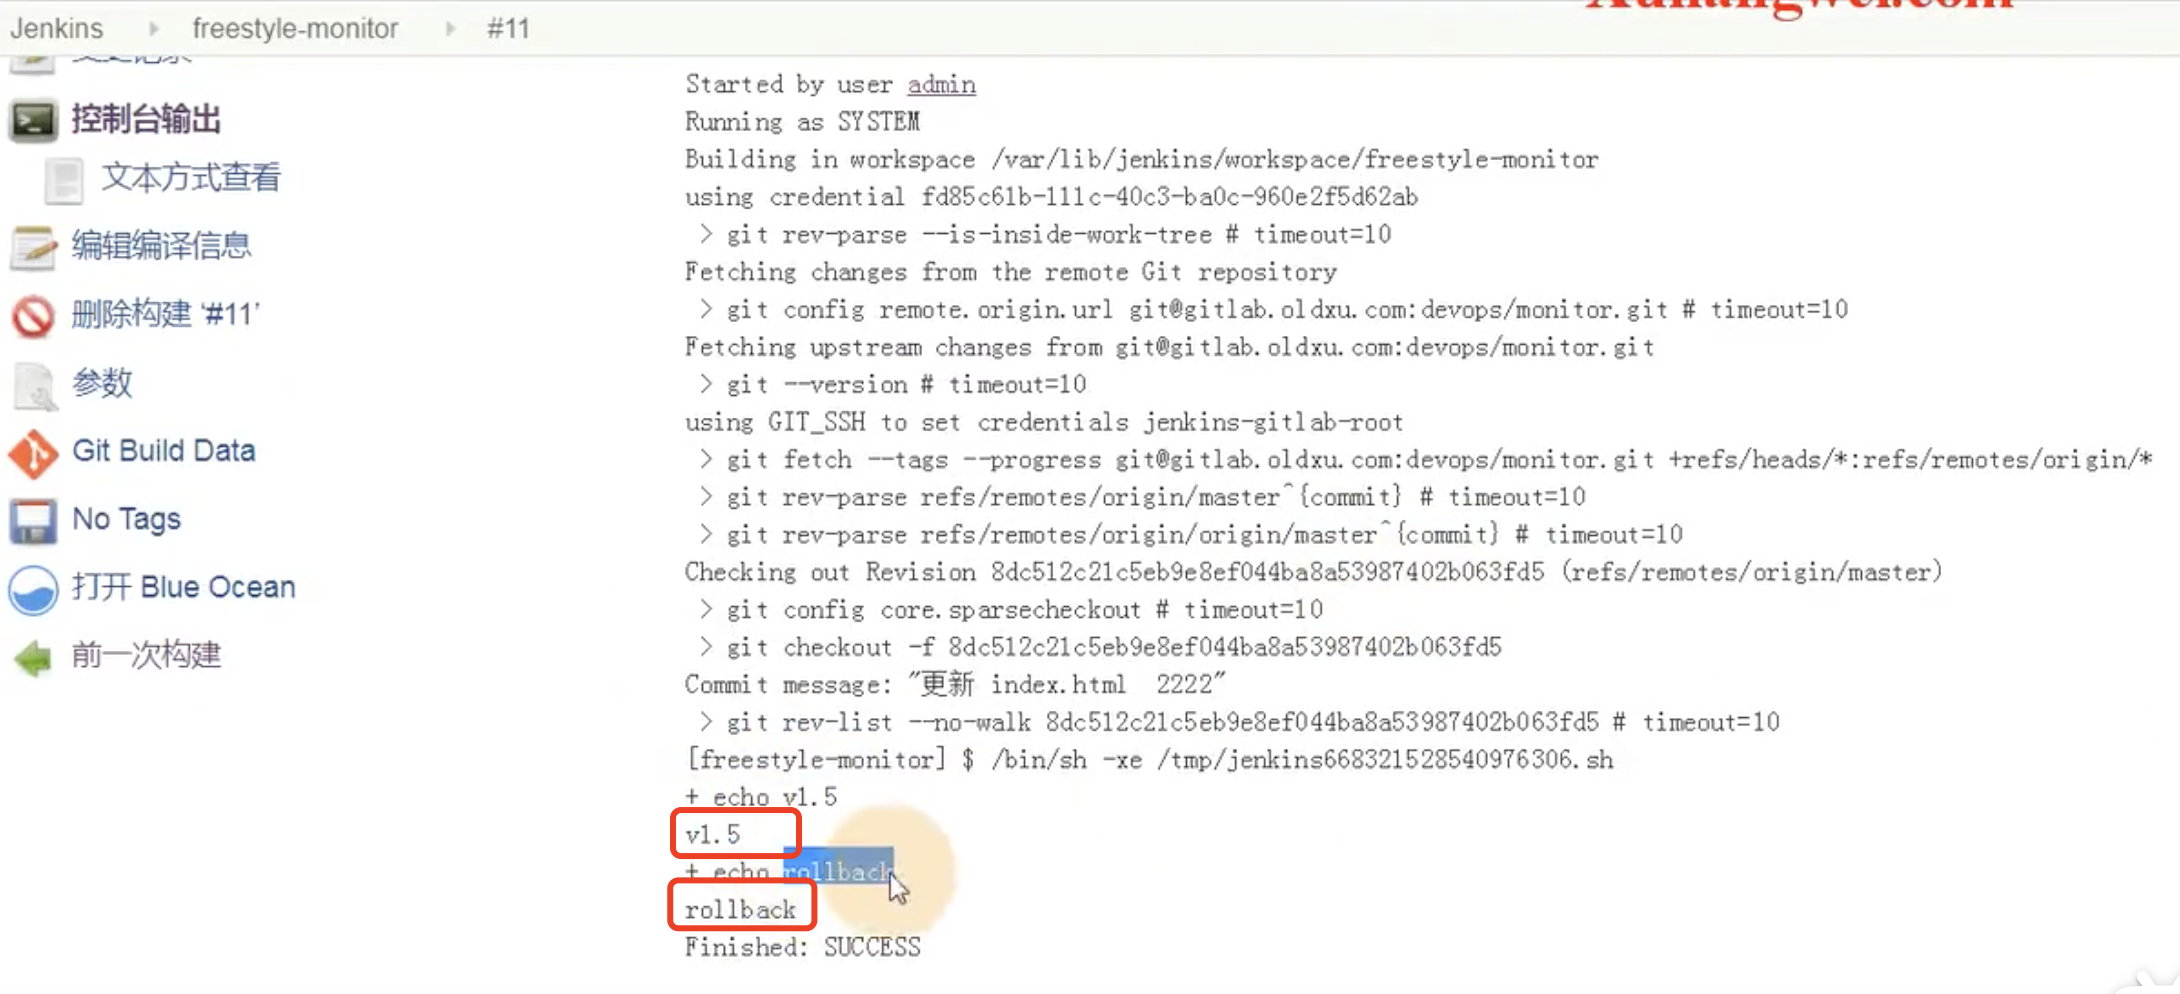 Jenkins freestyle-monitor #11
控制台输出
文本方式查看
编辑编译信息
删除构建 ‘#11’
参数
Git Build Data
No Tags
打开 Blue Ocean
前一次构建
Started by user admin
Running as SYSTEM
Building in workspace /var/lib/jenkins/workspace/freestyle-monitor
using credential fd85c61b-111c-40c3-ba0c-960e2f5d62ab
> git rev-parse --is-inside-work-tree # timeout=10
Fetching changes from the remote Git repository
> git config remote.origin.url git@gitlab.oldxu.com:devops/monitor.git # timeout=10
Fetching upstream changes from git@gitlab.oldxu.com:devops/monitor.git
> git --version # timeout=10
using GIT_SSH to set credentials jenkins-gitlab-root
> git fetch --tags --progress git@gitlab.oldxu.com:devops/monitor.git +refs/heads/*:refs/remotes/origin/*
> git rev-parse refs/remotes/origin/master^{commit} # timeout=10
> git rev-parse refs/remotes/origin/origin/master^{commit} # timeout=10
Checking out Revision 8dc512c21c5eb9e8ef044ba8a53987402b063fd5 (refs/remotes/origin/master)
> git config core.sparsecheckout # timeout=10
> git checkout -f 8dc512c21c5eb9e8ef044ba8a53987402b063fd5
Commit message: "更新 index.html  2222"
> git rev-list --no-walk 8dc512c21c5eb9e8ef044ba8a53987402b063fd5 # timeout=10
[freestyle-monitor] $ /bin/sh -xe /tmp/jenkins668321528540976306.sh
+ echo v1.5
v1.5
+ echo rollback
rollback
Finished: SUCCESS